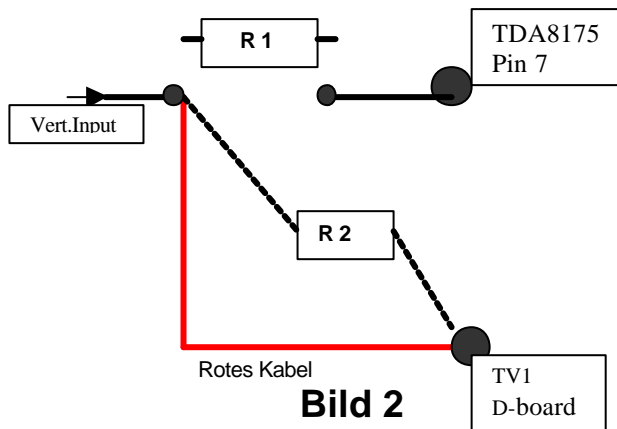 R 1
TDA8175
Pin 7
Vert.Input
R 2
Rotes Kabel
Bild 2
TV1
D-board